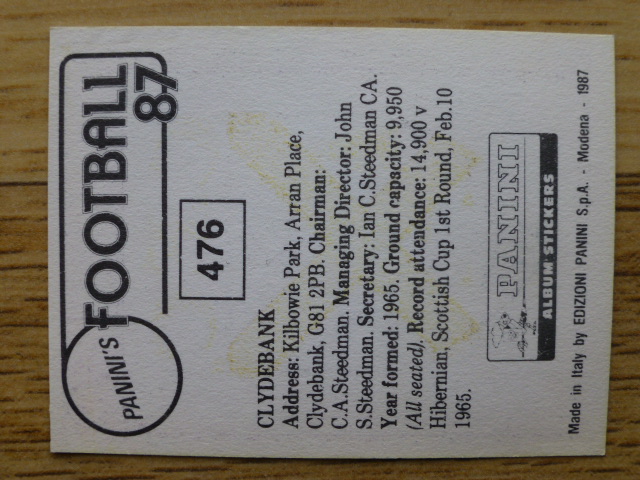 PANINI'S FOOTBALL
87
476
CLYDEBANK
Address: Kilbowie Park, Arran Place,
Clydebank, G81 2PB. Chairman:
C.A.Steedman. Managing Director: John
S.Steedman. Secretary: Ian C.Steedman CA.
Year formed: 1965. Ground capacity: 9,950
(All seated). Record attendance: 14,900 v
Hibernian, Scottish Cup 1st Round, Feb.10
1965.
PANINI
ALBUM STICKERS
Made in Italy by EDIZIONI PANINI S.p.A. - Modena - 1987